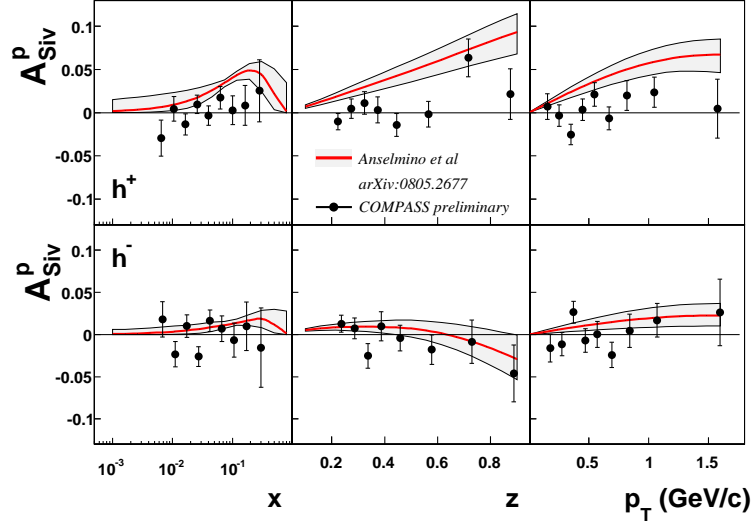 A^p_Siv
0.1
0.05
0
-0.05
-0.1
h^+
Anselmino et al
arXiv:0805.2677
COMPASS preliminary
A^p_Siv
0.1
0.05
0
-0.05
-0.1
h^-
10^-3 10^-2 10^-1 0.2 0.4 0.6 0.8 0.5 1 1.5
x z p_T (GeV/c)